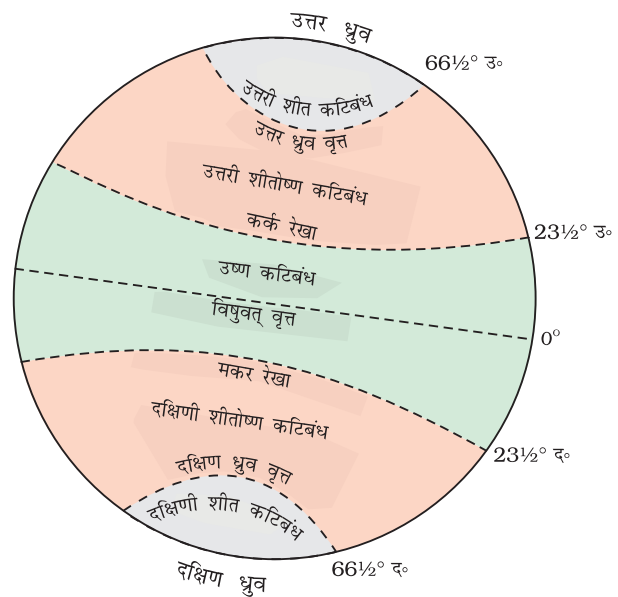 उत्तर ध्रुव
66½° उ॰
उत्तरी शीत कटिबंध
उत्तर ध्रुव वृत्त
उत्तरी शीतोष्ण कटिबंध
कर्क रेखा
23½° उ॰
उष्ण कटिबंध
विषुवत् वृत्त
0°
मकर रेखा
दक्षिणी शीतोष्ण कटिबंध
23½° द॰
दक्षिण ध्रुव वृत्त
दक्षिणी शीत कटिबंध
दक्षिण ध्रुव
66½° द॰